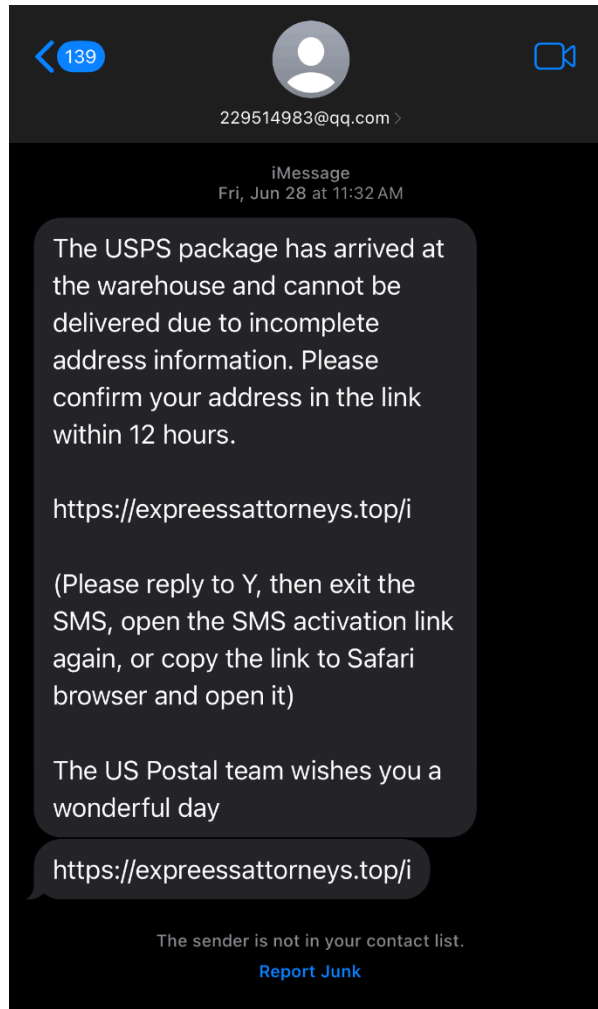 139
229514983@qq.com
iMessage
Fri, Jun 28 at 11:32 AM
The USPS package has arrived at
the warehouse and cannot be
delivered due to incomplete
address information. Please
confirm your address in the link
within 12 hours.
https://expreessattorneys.top/i
(Please reply to Y, then exit the
SMS, open the SMS activation link
again, or copy the link to Safari
browser and open it)
The US Postal team wishes you a
wonderful day
https://expreessattorneys.top/i
The sender is not in your contact list.
Report Junk